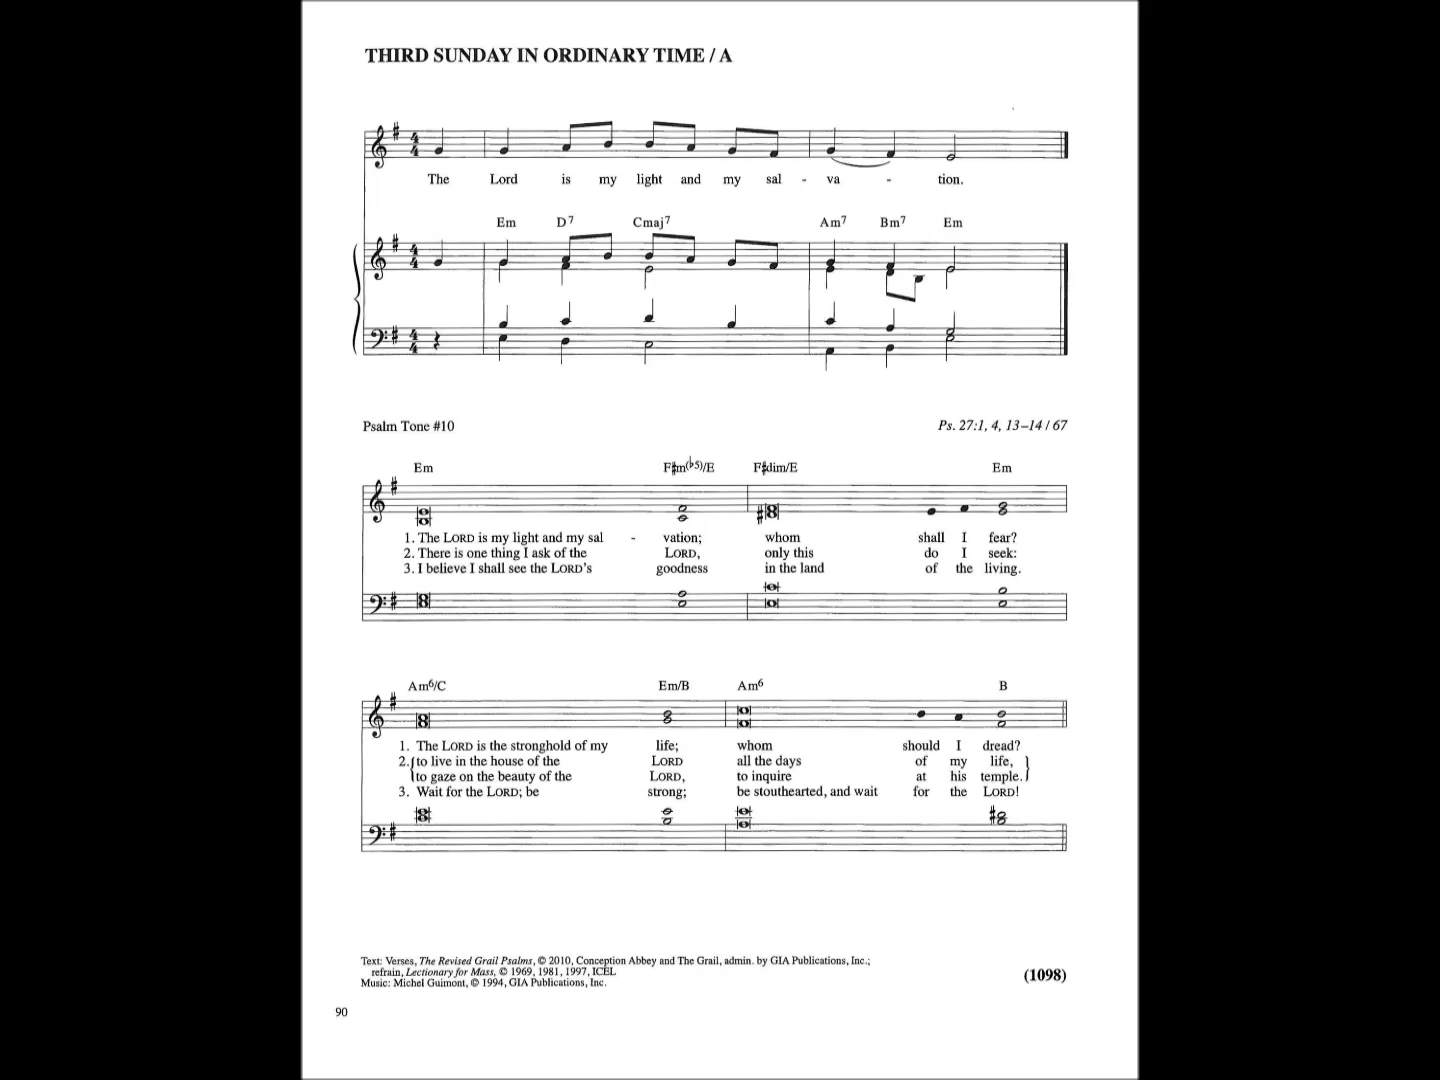 THIRD SUNDAY IN ORDINARY TIME / A
The Lord is my light and my sal - va - tion.
Em D7 Cmaj7 Am7 Bm7 Em
Psalm Tone #10 Ps. 27:1, 4, 13–14 / 67
Em F♯m(♭5)/E F♯dim/E Em
1. The LORD is my light and my sal - vation; whom shall I fear?
2. There is one thing I ask of the LORD, only this do I seek:
3. I believe I shall see the LORD's goodness in the land of the living.
Am6/C Em/B Am6 B
1. The LORD is the stronghold of my life; whom should I dread?
2. to live in the house of the LORD all the days of my life,
to gaze on the beauty of the LORD, to inquire at his temple.
3. Wait for the LORD; be strong; be stouthearted, and wait for the LORD!
Text: Verses, The Revised Grail Psalms, © 2010, Conception Abbey and The Grail, admin. by GIA Publications, Inc.;
refrain, Lectionary for Mass, © 1969, 1981, 1997, ICEL
Music: Michel Guimont, © 1994, GIA Publications, Inc.
(1098)
90